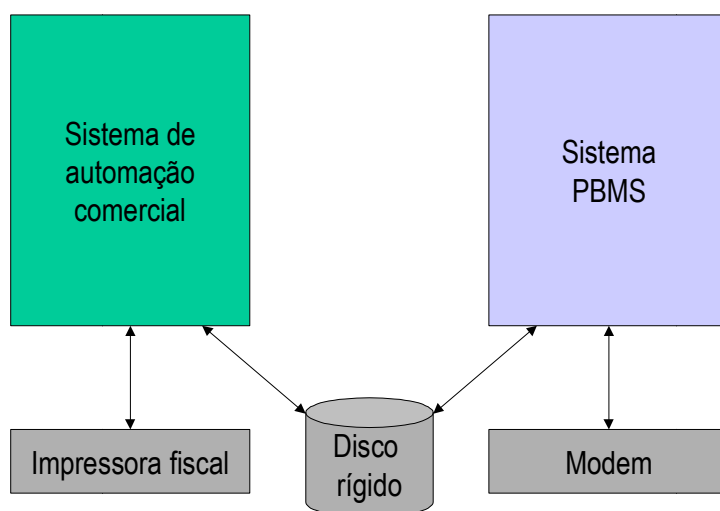 Sistema de
automação
comercial
Sistema
PBMS
Impressora fiscal
Disco
rígido
Modem